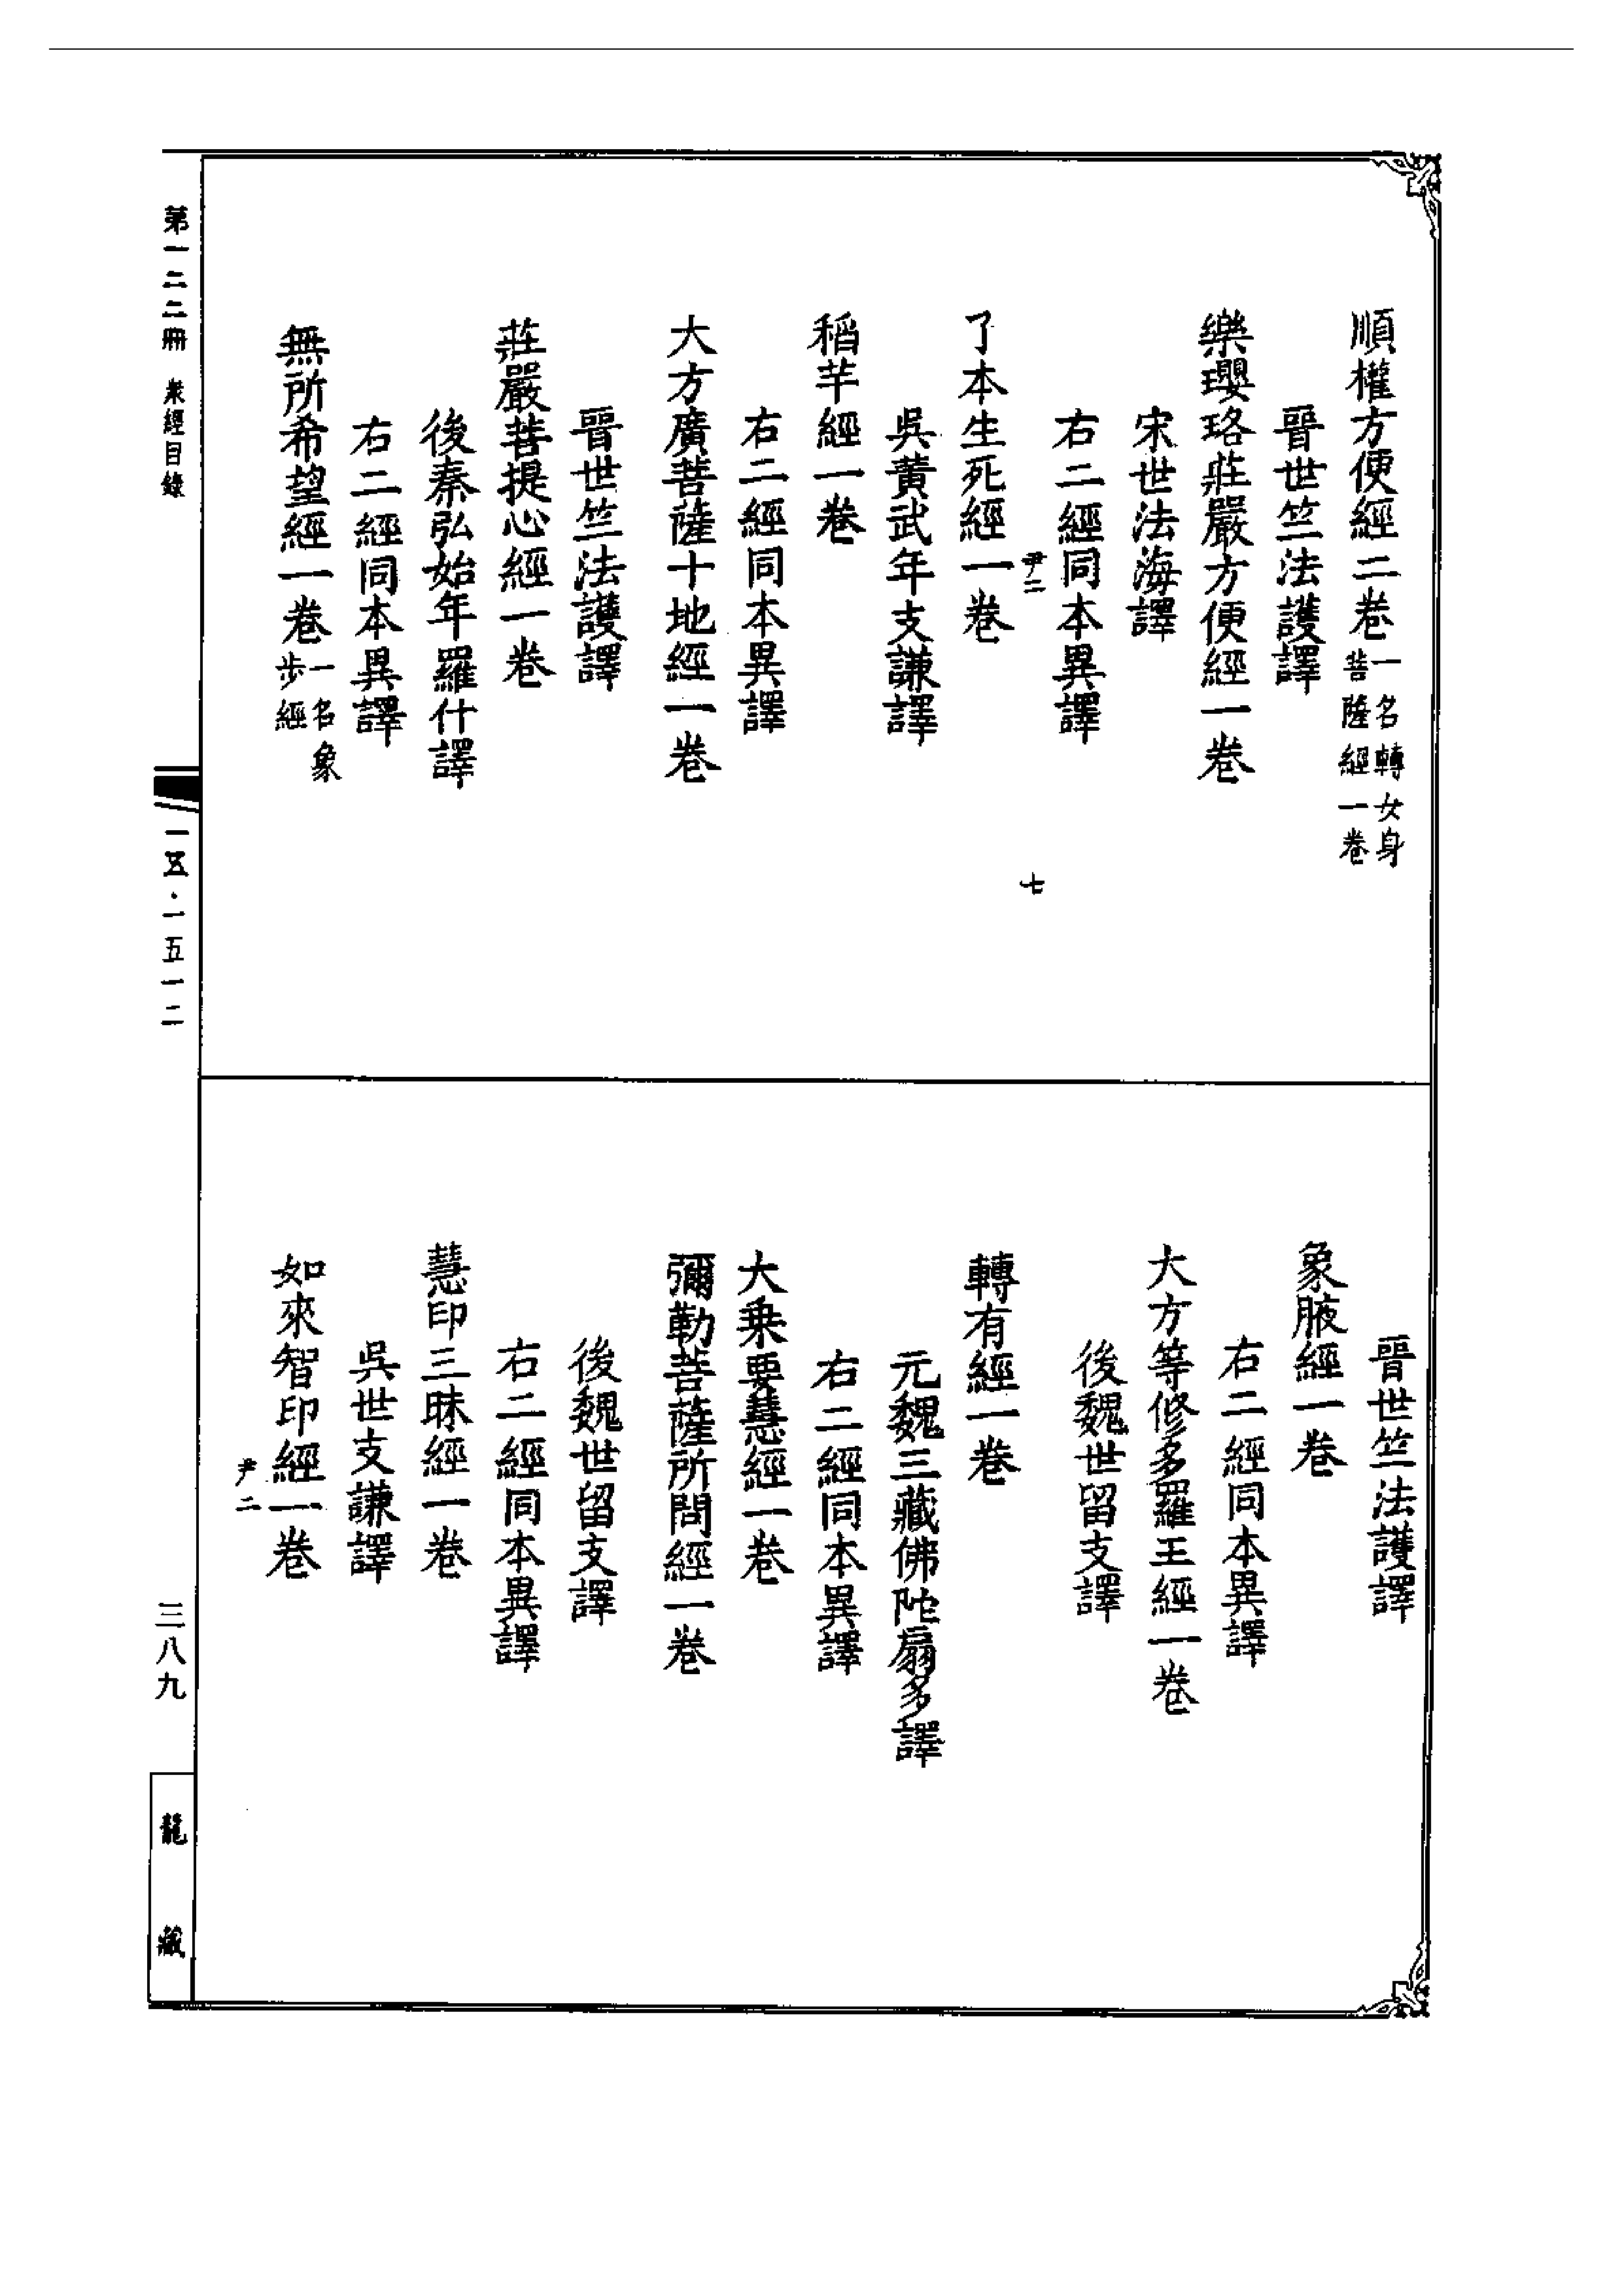 順權方便經二卷一名轉女身菩薩經一卷
晉世竺法護譯
樂瓔珞莊嚴方便經一卷
宋世法海譯
右二經同本異譯
尹二 七
了本生死經一卷
吳黃武年支謙譯
稻芉經一卷
右二經同本異譯
大方廣菩薩十地經一卷
晉世竺法護譯
莊嚴菩提心經一卷
後秦弘始年羅什譯
右二經同本異譯
無所希望經一卷一名象步經
晉世竺法護譯
象腋經一卷
右二經同本異譯
大方等修多羅王經一卷
後魏世留支譯
轉有經一卷
元魏三藏佛陀扇多譯
右二經同本異譯
大乘要慧經一卷
彌勒菩薩所問經一卷
後魏世留支譯
右二經同本異譯
慧印三昧經一卷
吳世支謙譯
如來智印經一卷
尹二
第一二二冊 衆經目錄
一五·一五一二
三八九
龍藏